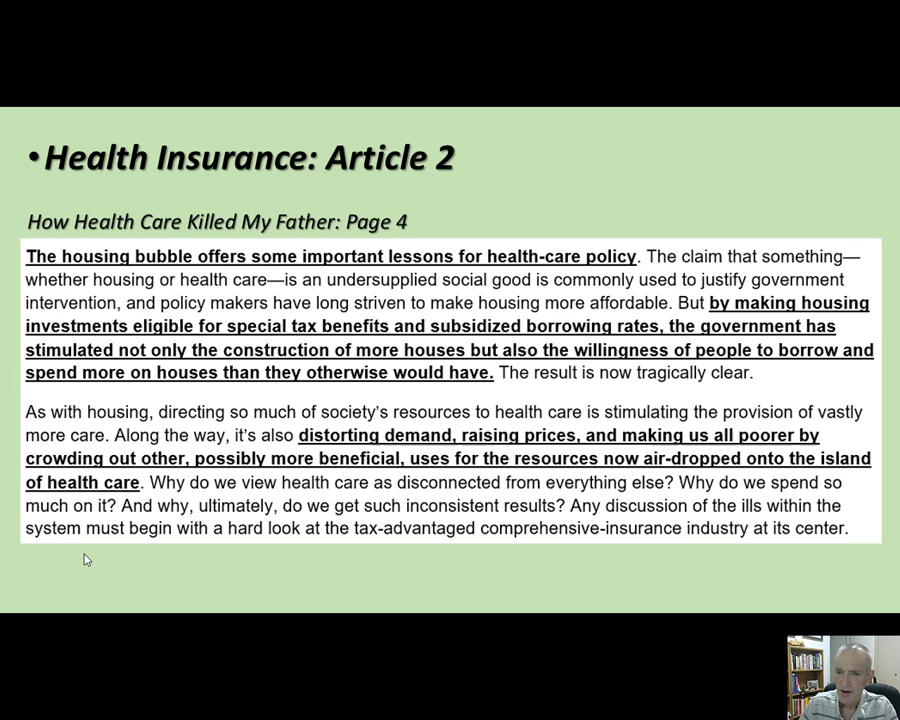 •Health Insurance: Article 2
How Health Care Killed My Father: Page 4
The housing bubble offers some important lessons for health-care policy. The claim that something—
whether housing or health care—is an undersupplied social good is commonly used to justify government
intervention, and policy makers have long striven to make housing more affordable. But by making housing
investments eligible for special tax benefits and subsidized borrowing rates, the government has
stimulated not only the construction of more houses but also the willingness of people to borrow and
spend more on houses than they otherwise would have. The result is now tragically clear.
As with housing, directing so much of society’s resources to health care is stimulating the provision of vastly
more care. Along the way, it’s also distorting demand, raising prices, and making us all poorer by
crowding out other, possibly more beneficial, uses for the resources now air-dropped onto the island
of health care. Why do we view health care as disconnected from everything else? Why do we spend so
much on it? And why, ultimately, do we get such inconsistent results? Any discussion of the ills within the
system must begin with a hard look at the tax-advantaged comprehensive-insurance industry at its center.